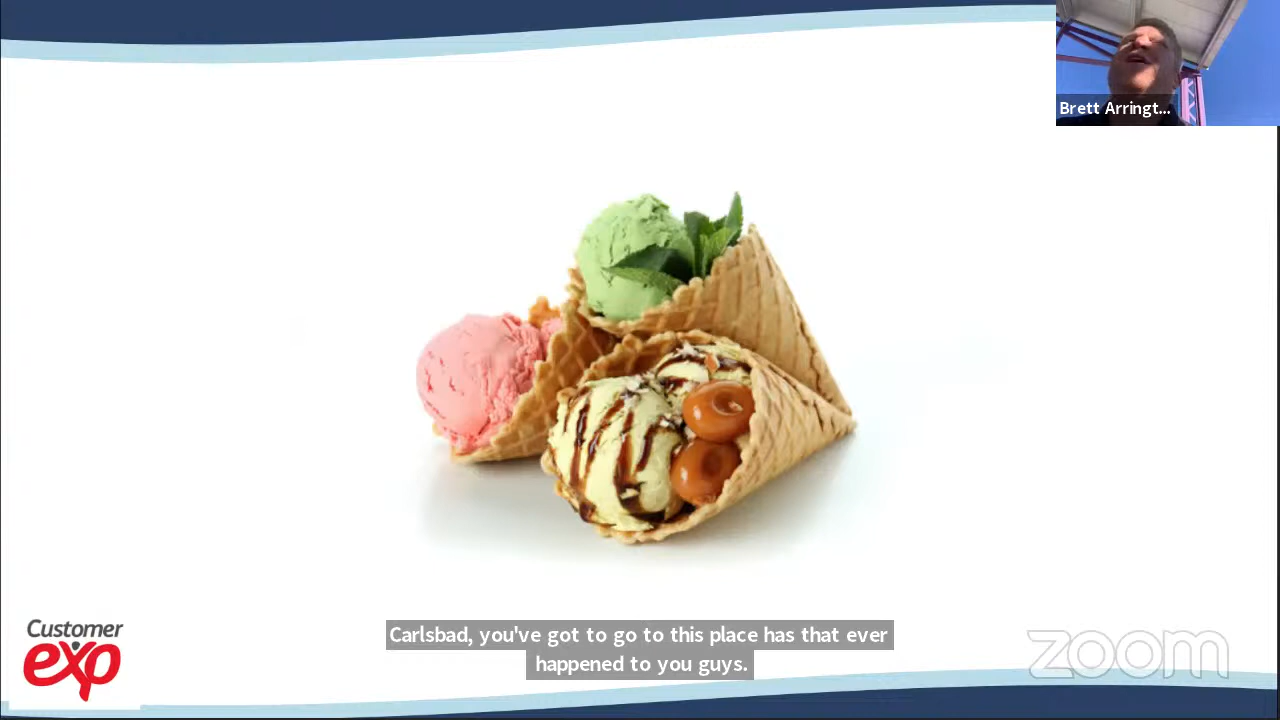 Brett Arringt...
Carlsbad, you've got to go to this place has that ever
happened to you guys.
Customer
exp
zoom